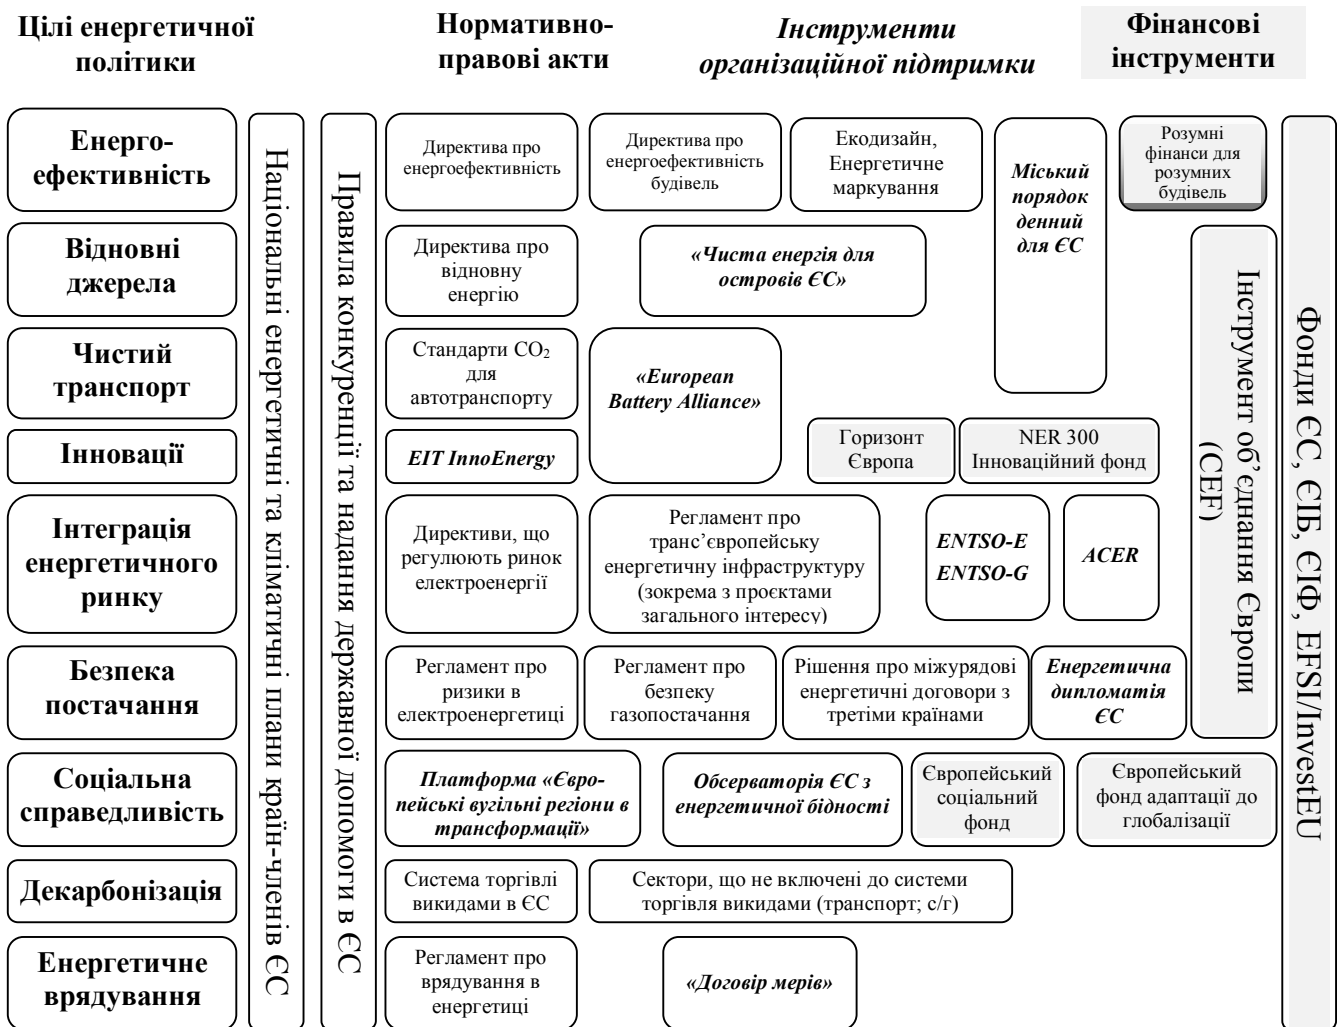 Цілі енергетичної
політики
Нормативно-
правові акти
Інструменти
організаційної підтримки
Фінансові
інструменти
Енерго-
ефективність
Національні енергетичні та кліматичні плани країн-членів ЄС
Правила конкуренції та надання державної допомоги в ЄС
Директива про
енергоефективність
Директива про
енергоефективність
будівель
Екодизайн,
Енергетичне
маркування
Міський
порядок
денний
для ЄС
Розумні
фінанси для
розумних
будівель
Фонди ЄС, ЄІБ, ЄІФ, EFSI/InvestEU
Відновні
джерела
Директива про
відновну
енергію
«Чиста енергія для
островів ЄС»
Інструмент об’єднання Європи
(CEF)
Чистий
транспорт
Стандарти CO₂
для
автотранспорту
«European
Battery Alliance»
Інновації
EIT InnoEnergy
Горизонт
Європа
NER 300
Інноваційний фонд
Інтеграція
енергетичного
ринку
Директиви, що
регулюють ринок
електроенергії
Регламент про
транс’європейську
енергетичну інфраструктуру
(зокрема з проєктами
загального інтересу)
ENTSO-E
ENTSO-G
ACER
Безпека
постачання
Регламент про
ризики в
електроенергетиці
Регламент про
безпеку
газопостачання
Рішення про міжурядові
енергетичні договори з
третіми країнами
Енергетична
дипломатія
ЄС
Соціальна
справедливість
Платформа «Євро-
пейські вугільні регіони в
трансформації»
Обсерваторія ЄС з
енергетичної бідності
Європейський
соціальний
фонд
Європейський
фонд адаптації до
глобалізації
Декарбонізація
Система торгівлі
викидами в ЄС
Сектори, що не включені до системи
торгівля викидами (транспорт; с/г)
Енергетичне
врядування
Регламент про
врядування в
енергетиці
«Договір мерів»